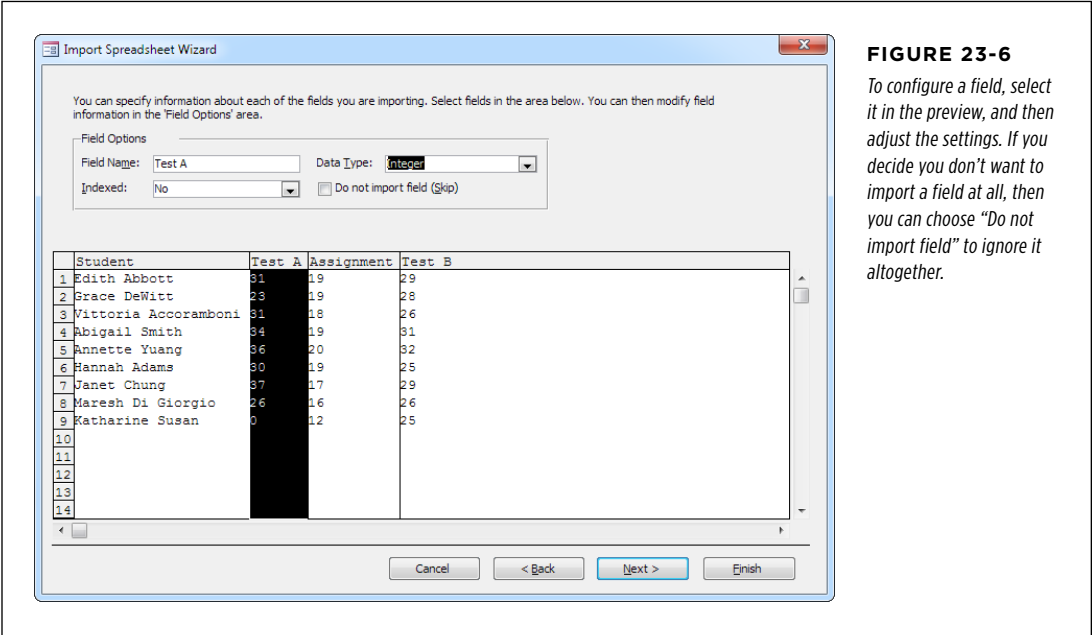 Import Spreadsheet Wizard
x
You can specify information about each of the fields you are importing. Select fields in the area below. You can then modify field
information in the 'Field Options' area.
Field Options
Field Name: Test A Data Type: Integer
Indexed: No Do not import field (Skip)
Student Test A Assignment Test B
1 Edith Abbott 31 19 29
2 Grace DeWitt 23 19 28
3 Vittoria Accoramboni 31 18 26
4 Abigail Smith 34 19 31
5 Annette Yuang 36 20 32
6 Hannah Adams 30 19 25
7 Janet Chung 37 17 29
8 Maresh Di Giorgio 26 16 26
9 Katharine Susan 0 12 25
10
11
12
13
14
Cancel < Back Next > Finish
FIGURE 23-6
To configure a field, select
it in the preview, and then
adjust the settings. If you
decide you don't want to
import a field at all, then
you can choose "Do not
import field" to ignore it
altogether.